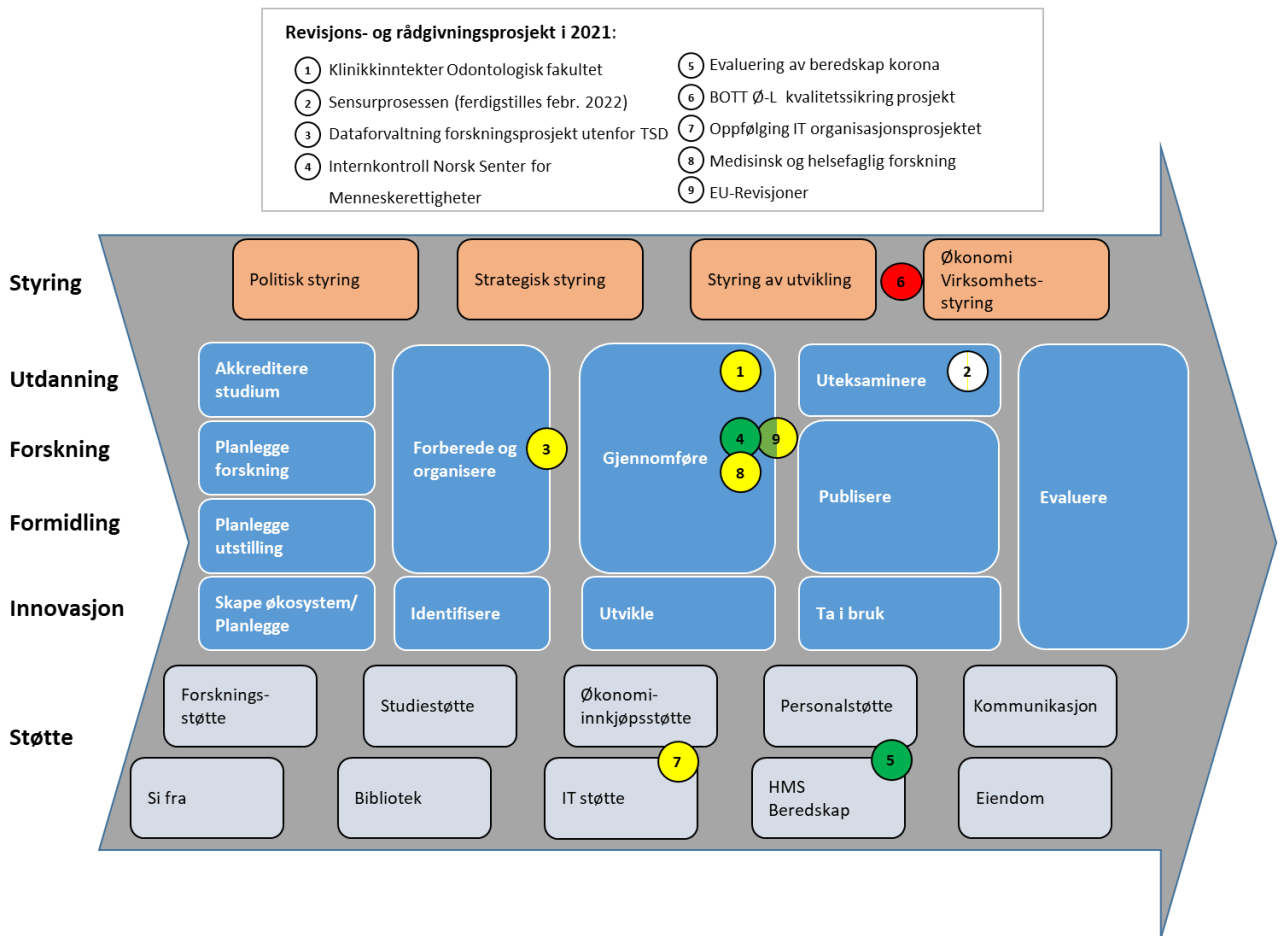 Revisjons- og rådgivningsprosjekt i 2021:
1 Klinikkinntekter Odontologisk fakultet
2 Sensurprosessen (ferdigstilles febr. 2022)
3 Dataforvaltning forskningsprosjekt utenfor TSD
4 Internkontroll Norsk Senter for
Menneskerettigheter
5 Evaluering av beredskap korona
6 BOTT Ø-L kvalitetssikring prosjekt
7 Oppfølging IT organisasjonsprosjektet
8 Medisinsk og helsefaglig forskning
9 EU-Revisjoner
Styring
Politisk styring
Strategisk styring
Styring av utvikling
6
Økonomi
Virksomhets-
styring
Utdanning
Akkreditere
studium
1
Uteksaminere
2
Forskning
Planlegge
forskning
Forberede og
organisere
3
Gjennomføre
4
9
8
Publisere
Evaluere
Formidling
Planlegge
utstilling
Innovasjon
Skape økosystem/
Planlegge
Identifisere
Utvikle
Ta i bruk
Støtte
Forsknings-
støtte
Studiestøtte
Økonomi-
innkjøpsstøtte
Personalstøtte
Kommunikasjon
Si fra
Bibliotek
IT støtte
7
HMS
Beredskap
5
Eiendom